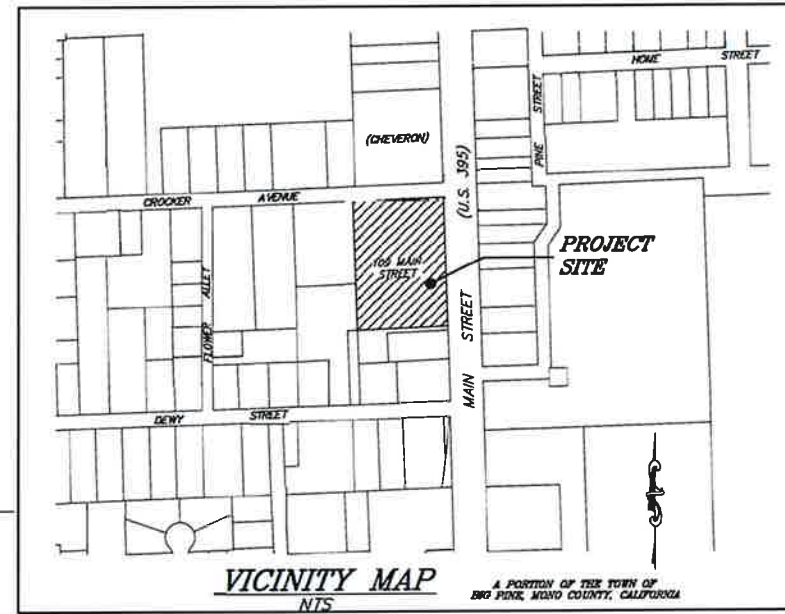 HOME STREET
PINE STREET
(CHEVERON)
(U.S. 395)
CROCKER AVENUE
PROJECT
SITE
109 MAIN
STREET
FLOWER ALLEY
MAIN STREET
DEWY STREET
VICINITY MAP
NTS
A PORTION OF THE TOWN OF
BIG PINE, MONO COUNTY, CALIFORNIA